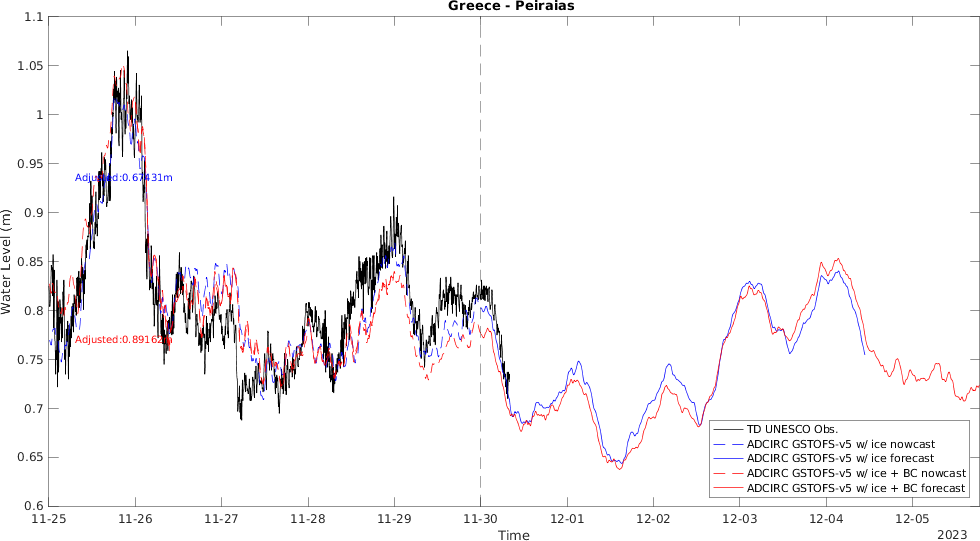 Greece - Peiraias
1.1
1.05
1
0.95
0.9
0.85
0.8
0.75
0.7
0.65
0.6
Water Level (m)
Adjusted:0.67431m
Adjusted:0.89162m
TD UNESCO Obs.
ADCIRC GSTOFS-v5 w/ ice nowcast
ADCIRC GSTOFS-v5 w/ ice forecast
ADCIRC GSTOFS-v5 w/ ice + BC nowcast
ADCIRC GSTOFS-v5 w/ ice + BC forecast
11-25 11-26 11-27 11-28 11-29 11-30 12-01 12-02 12-03 12-04 12-05
Time
2023